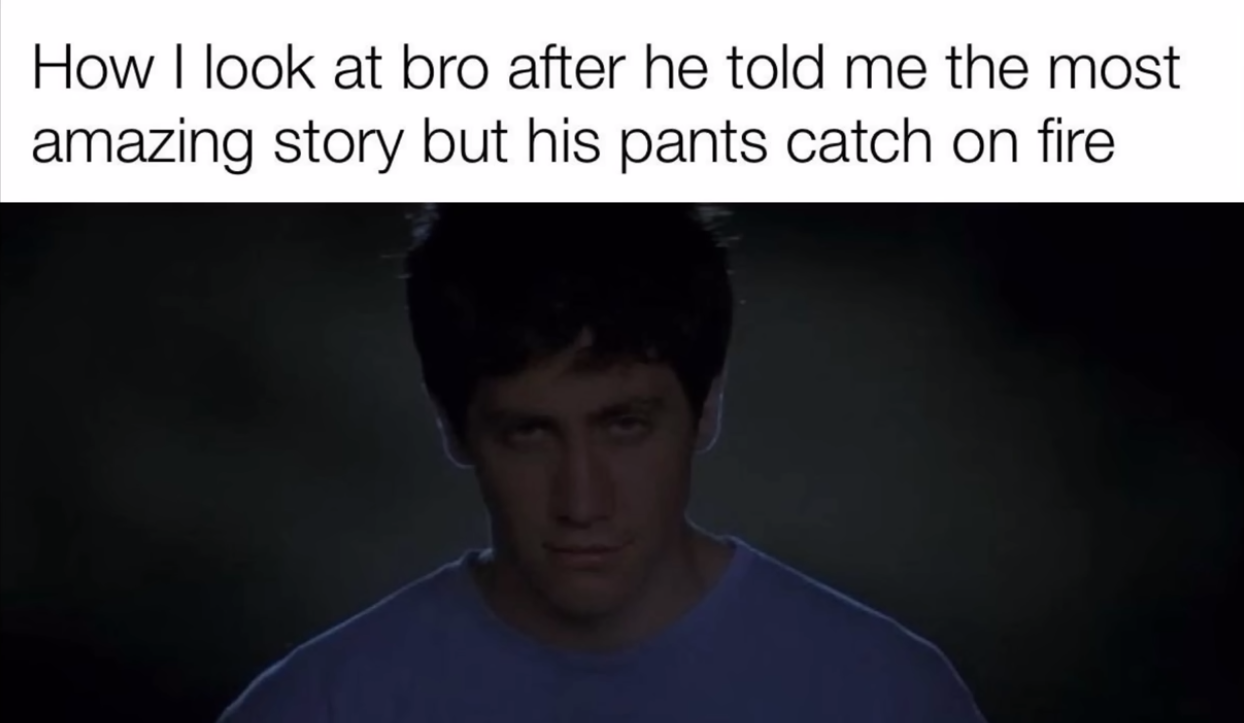 How I look at bro after he told me the most
amazing story but his pants catch on fire